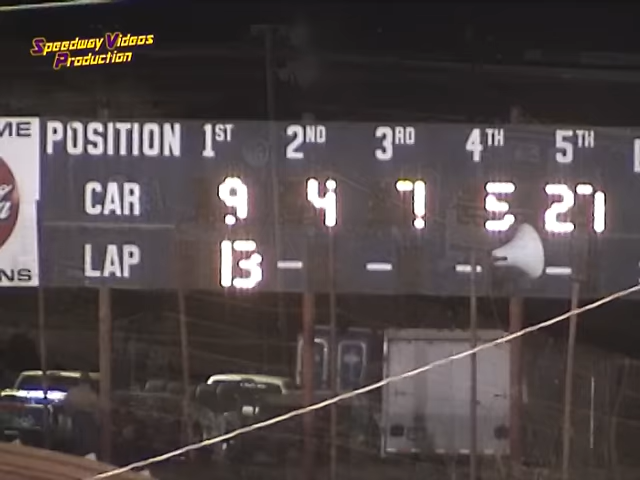 Speedway Videos
Production
POSITION 1ST 2ND 3RD 4TH 5TH
CAR 9 4 7 5 27
LAP 13 – – – –